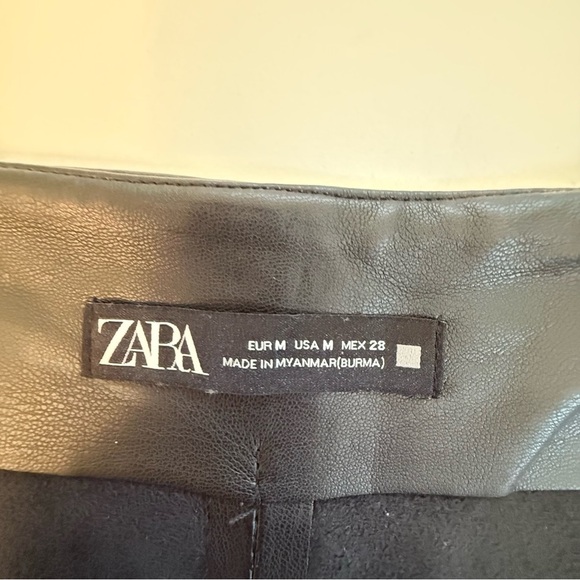 ZARA
EUR M USA M MEX 28
MADE IN MYANMAR(BURMA)